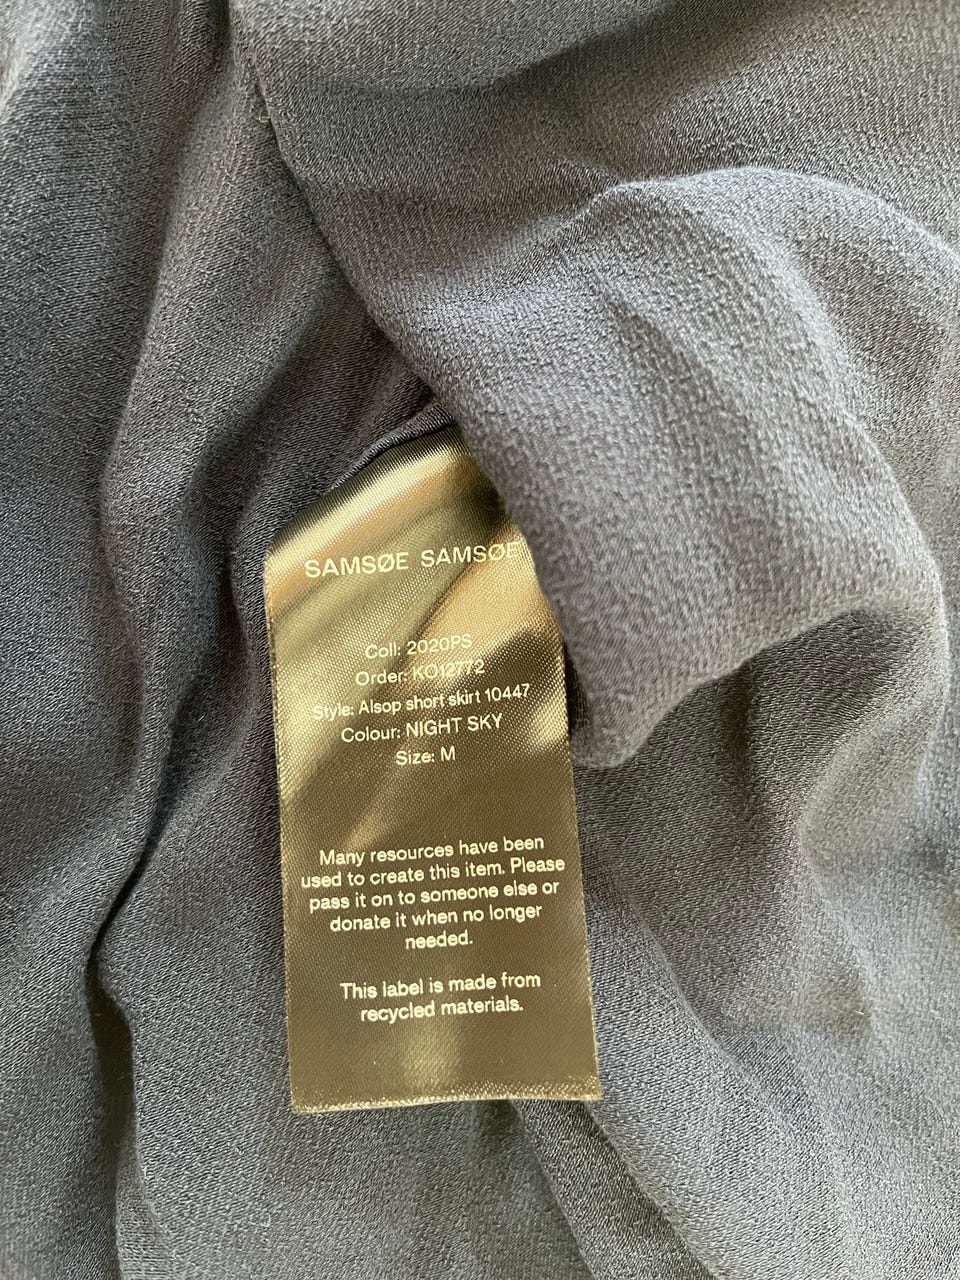 SAMSØE SAMSØE
Coll: 2020PS
Order: KO12772
Style: Alsop short skirt 10447
Colour: NIGHT SKY
Size: M
Many resources have been
used to create this item. Please
pass it on to someone else or
donate it when no longer
needed.
This label is made from
recycled materials.